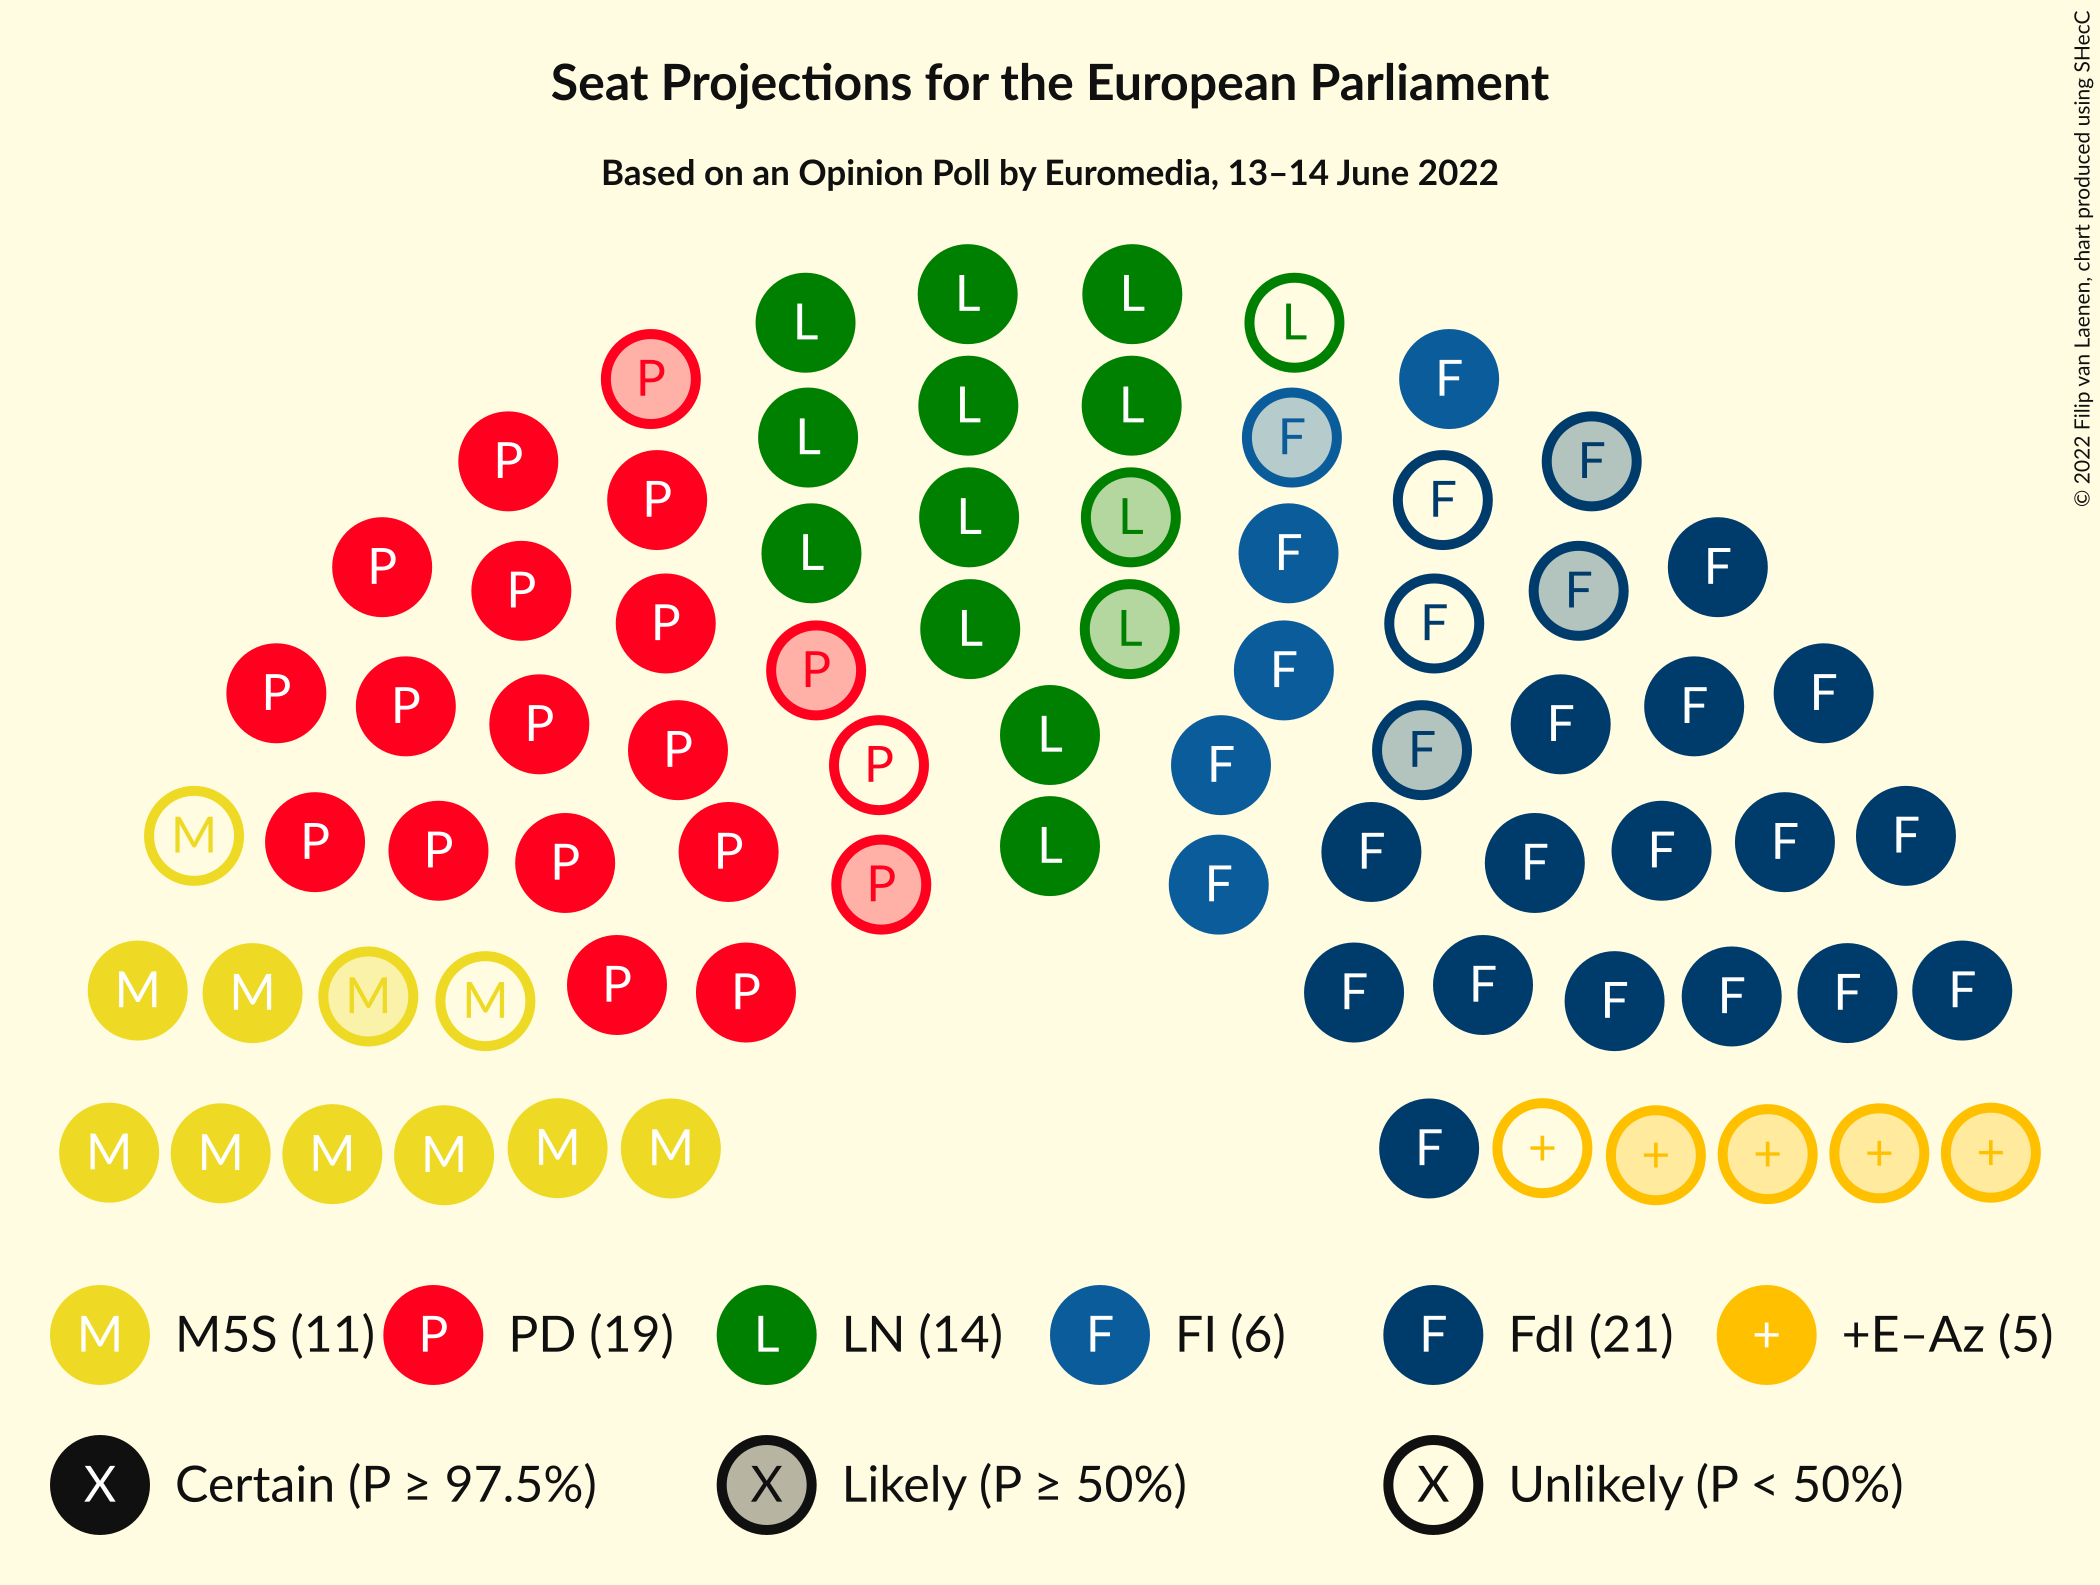 Seat Projections for the European Parliament
Based on an Opinion Poll by Euromedia, 13–14 June 2022
© 2022 Filip van Laenen, chart produced using SHecC
L L
L L
P F
L L
L F
P F
P F
L L
L F
P P F F
P F
P L F
P P F
P F
L
P P F F
P P F F
P F
M P P P P L F F F F F
P F
M M M M P P F F F F F F
M M M M M M F + + + + +
M M5S (11) P PD (19) L LN (14) F FI (6) F FdI (21) + +E–Az (5)
X Certain (P ≥ 97.5%) X Likely (P ≥ 50%) X Unlikely (P < 50%)